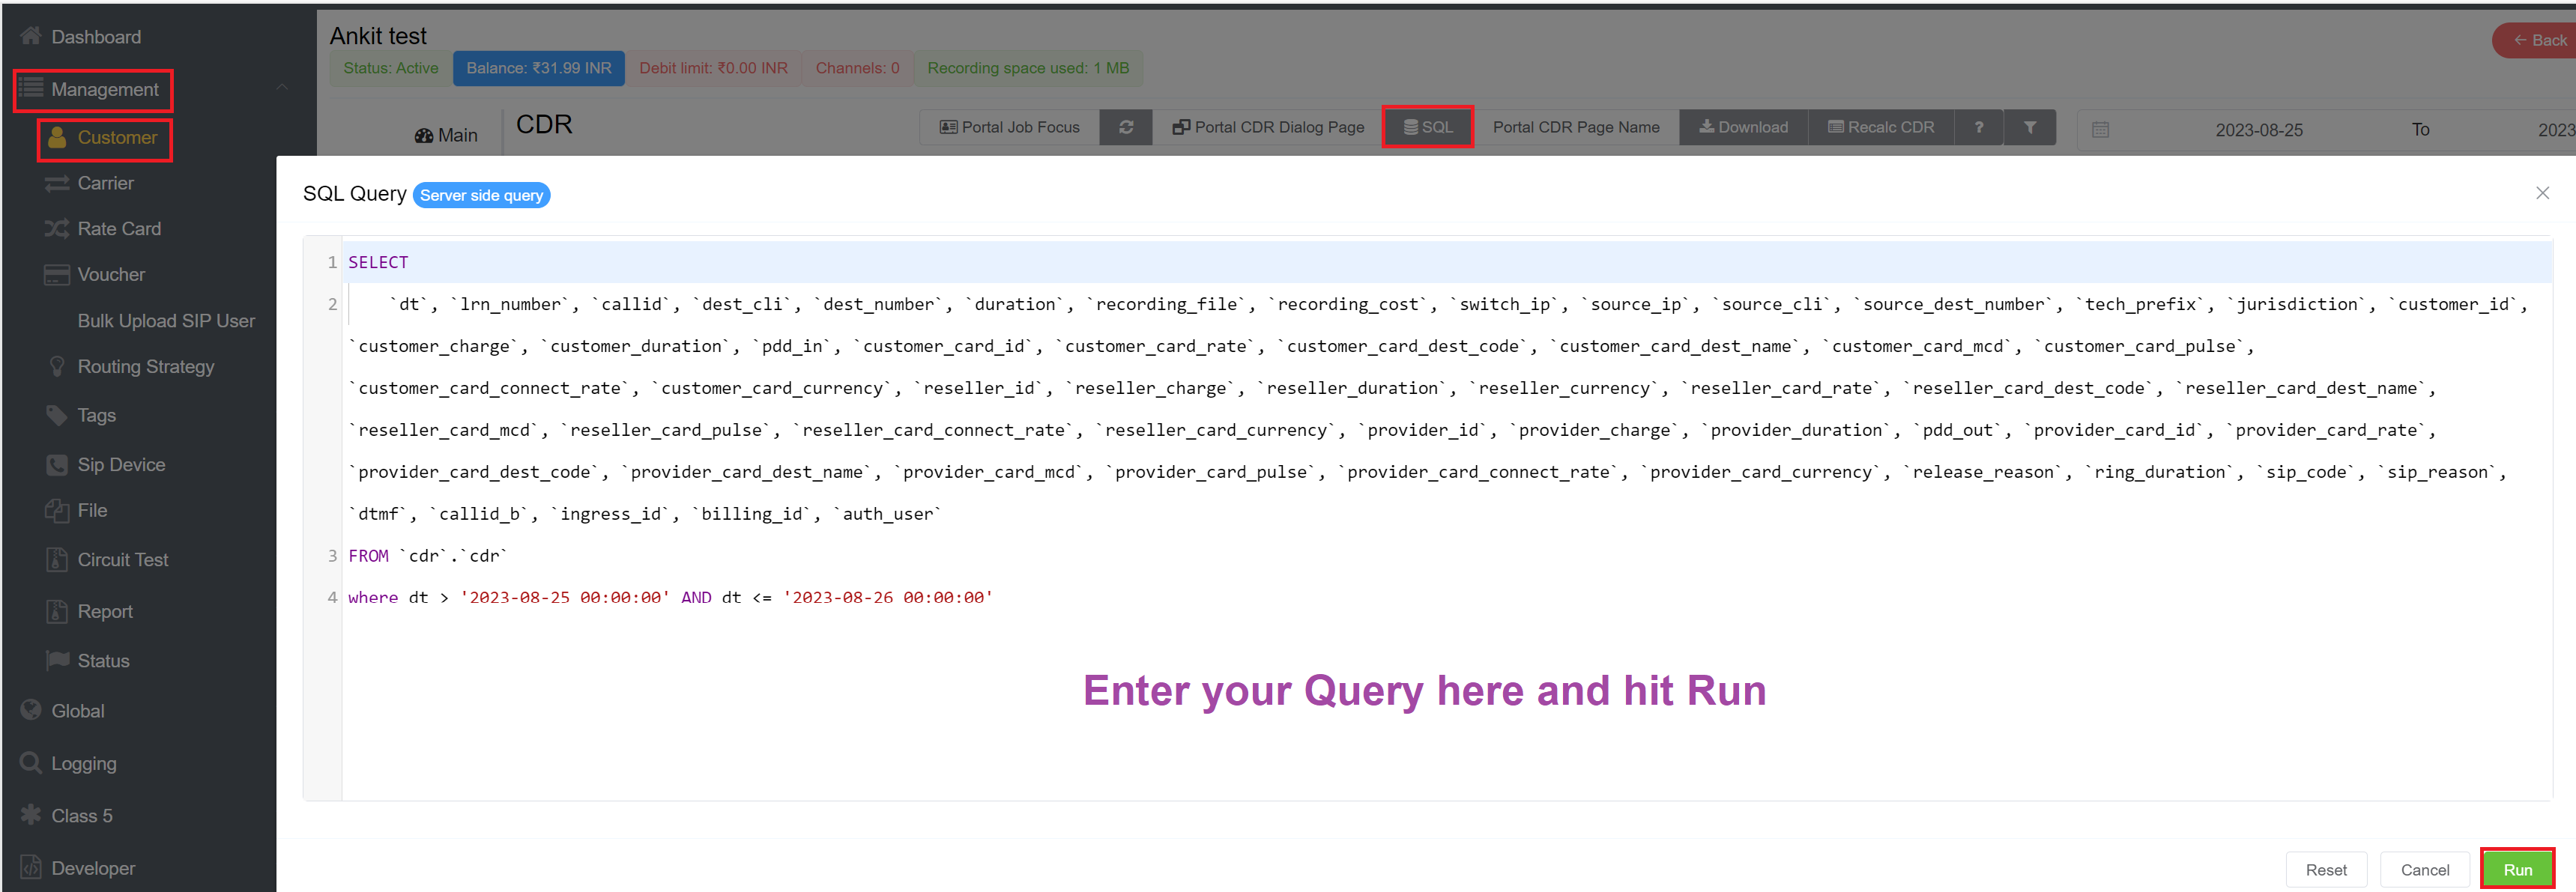 Dashboard
Management
Customer
Carrier
Rate Card
Voucher
Bulk Upload SIP User
Routing Strategy
Tags
Sip Device
File
Circuit Test
Report
Status
Global
Logging
Class 5
Developer
Ankit test
← Back
Status: Active Balance: ₹31.99 INR Debit limit: ₹0.00 INR Channels: 0 Recording space used: 1 MB
Main
CDR
Portal Job Focus Portal CDR Dialog Page SQL Portal CDR Page Name Download Recalc CDR ? 2023-08-25 To 2023
SQL Query Server side query ×
1 SELECT
2 `dt`, `lrn_number`, `callid`, `dest_cli`, `dest_number`, `duration`, `recording_file`, `recording_cost`, `switch_ip`, `source_ip`, `source_cli`, `source_dest_number`, `tech_prefix`, `jurisdiction`, `customer_id`,
`customer_charge`, `customer_duration`, `pdd_in`, `customer_card_id`, `customer_card_rate`, `customer_card_dest_code`, `customer_card_dest_name`, `customer_card_mcd`, `customer_card_pulse`,
`customer_card_connect_rate`, `customer_card_currency`, `reseller_id`, `reseller_charge`, `reseller_duration`, `reseller_currency`, `reseller_card_rate`, `reseller_card_dest_code`, `reseller_card_dest_name`,
`reseller_card_mcd`, `reseller_card_pulse`, `reseller_card_connect_rate`, `reseller_card_currency`, `provider_id`, `provider_charge`, `provider_duration`, `pdd_out`, `provider_card_id`, `provider_card_rate`,
`provider_card_dest_code`, `provider_card_dest_name`, `provider_card_mcd`, `provider_card_pulse`, `provider_card_connect_rate`, `provider_card_currency`, `release_reason`, `ring_duration`, `sip_code`, `sip_reason`,
`dtmf`, `callid_b`, `ingress_id`, `billing_id`, `auth_user`
3 FROM `cdr`.`cdr`
4 where dt > '2023-08-25 00:00:00' AND dt <= '2023-08-26 00:00:00'
Enter your Query here and hit Run
Reset Cancel Run